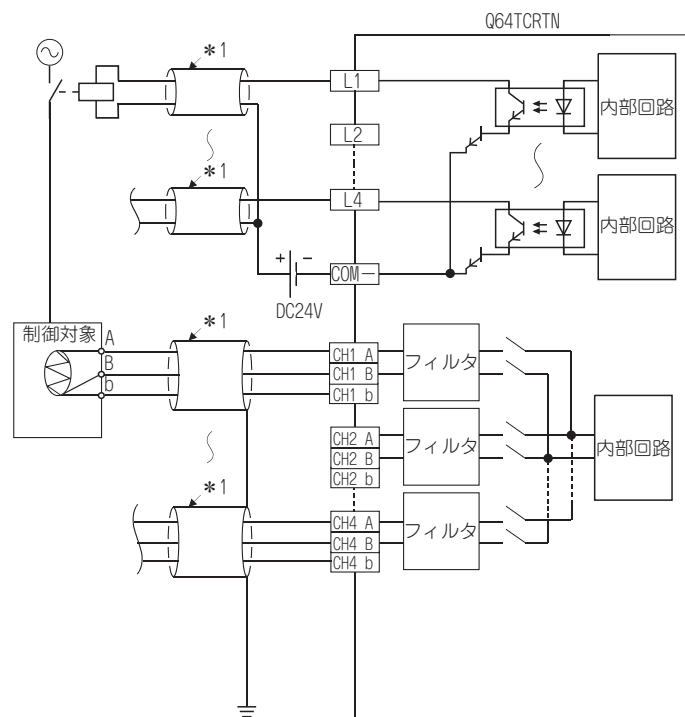 Q64TCRTN
*1
L1
内部回路
L2
*1
L4
内部回路
+ -
COM-
DC24V
制御対象
A
B
b
*1
CH1 A
CH1 B
CH1 b
フィルタ
CH2 A
CH2 B
CH2 b
フィルタ
内部回路
*1
CH4 A
CH4 B
CH4 b
フィルタ